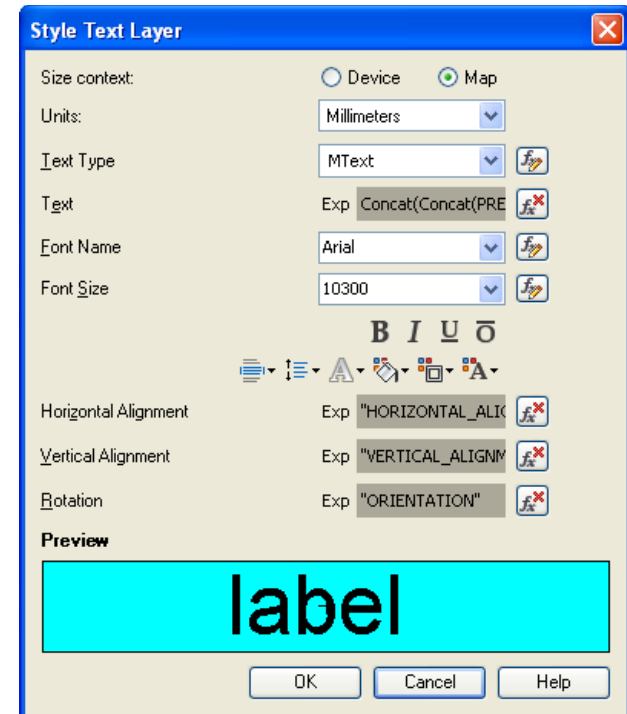 Style Text Layer
Size context: Device Map
Units: Millimeters
Text Type MText
Text Exp Concat(Concat(PRE
Font Name Arial
Font Size 10300
B I U O
A A
Horizontal Alignment Exp "HORIZONTAL_ALI
Vertical Alignment Exp "VERTICAL_ALIGNM
Rotation Exp "ORIENTATION"
Preview
label
OK Cancel Help